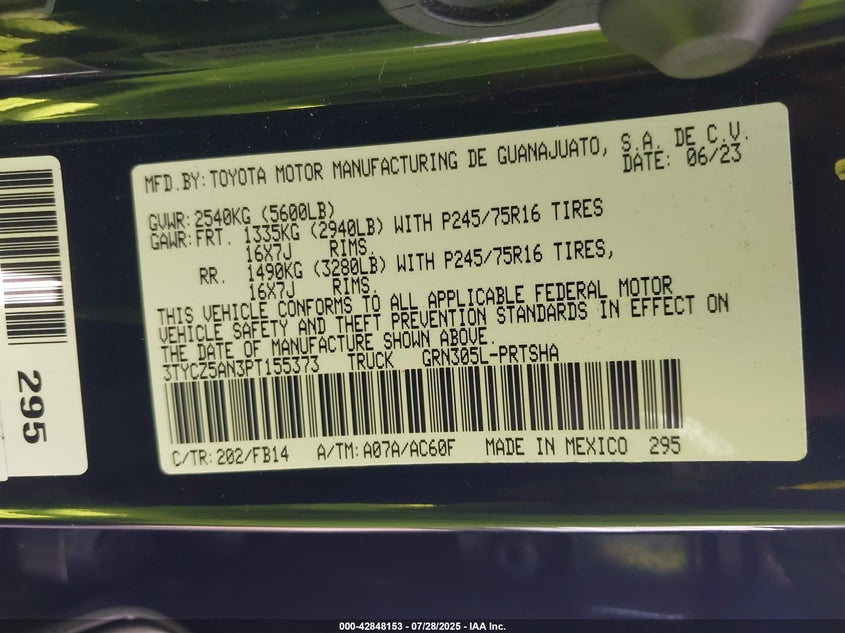 MFD.BY:TOYOTA MOTOR MANUFACTURING DE GUANAJUATO, S.A. DE C.V.
DATE: 06/23
GVWR:2540KG (5600LB)
GAWR:FRT. 1335KG (2940LB) WITH P245/75R16 TIRES
16X7J RIMS.
RR. 1490KG (3280LB) WITH P245/75R16 TIRES,
16X7J RIMS.
THIS VEHICLE CONFORMS TO ALL APPLICABLE FEDERAL MOTOR
VEHICLE SAFETY AND THEFT PREVENTION STANDARDS IN EFFECT ON
THE DATE OF MANUFACTURE SHOWN ABOVE.
3TYCZ5AN3PT155373 TRUCK GRN305L-PRTSHA
C/TR:202/FB14 A/TM:A07A/AC60F MADE IN MEXICO 295
295
000-42848153 - 07/28/2025 - IAA Inc.